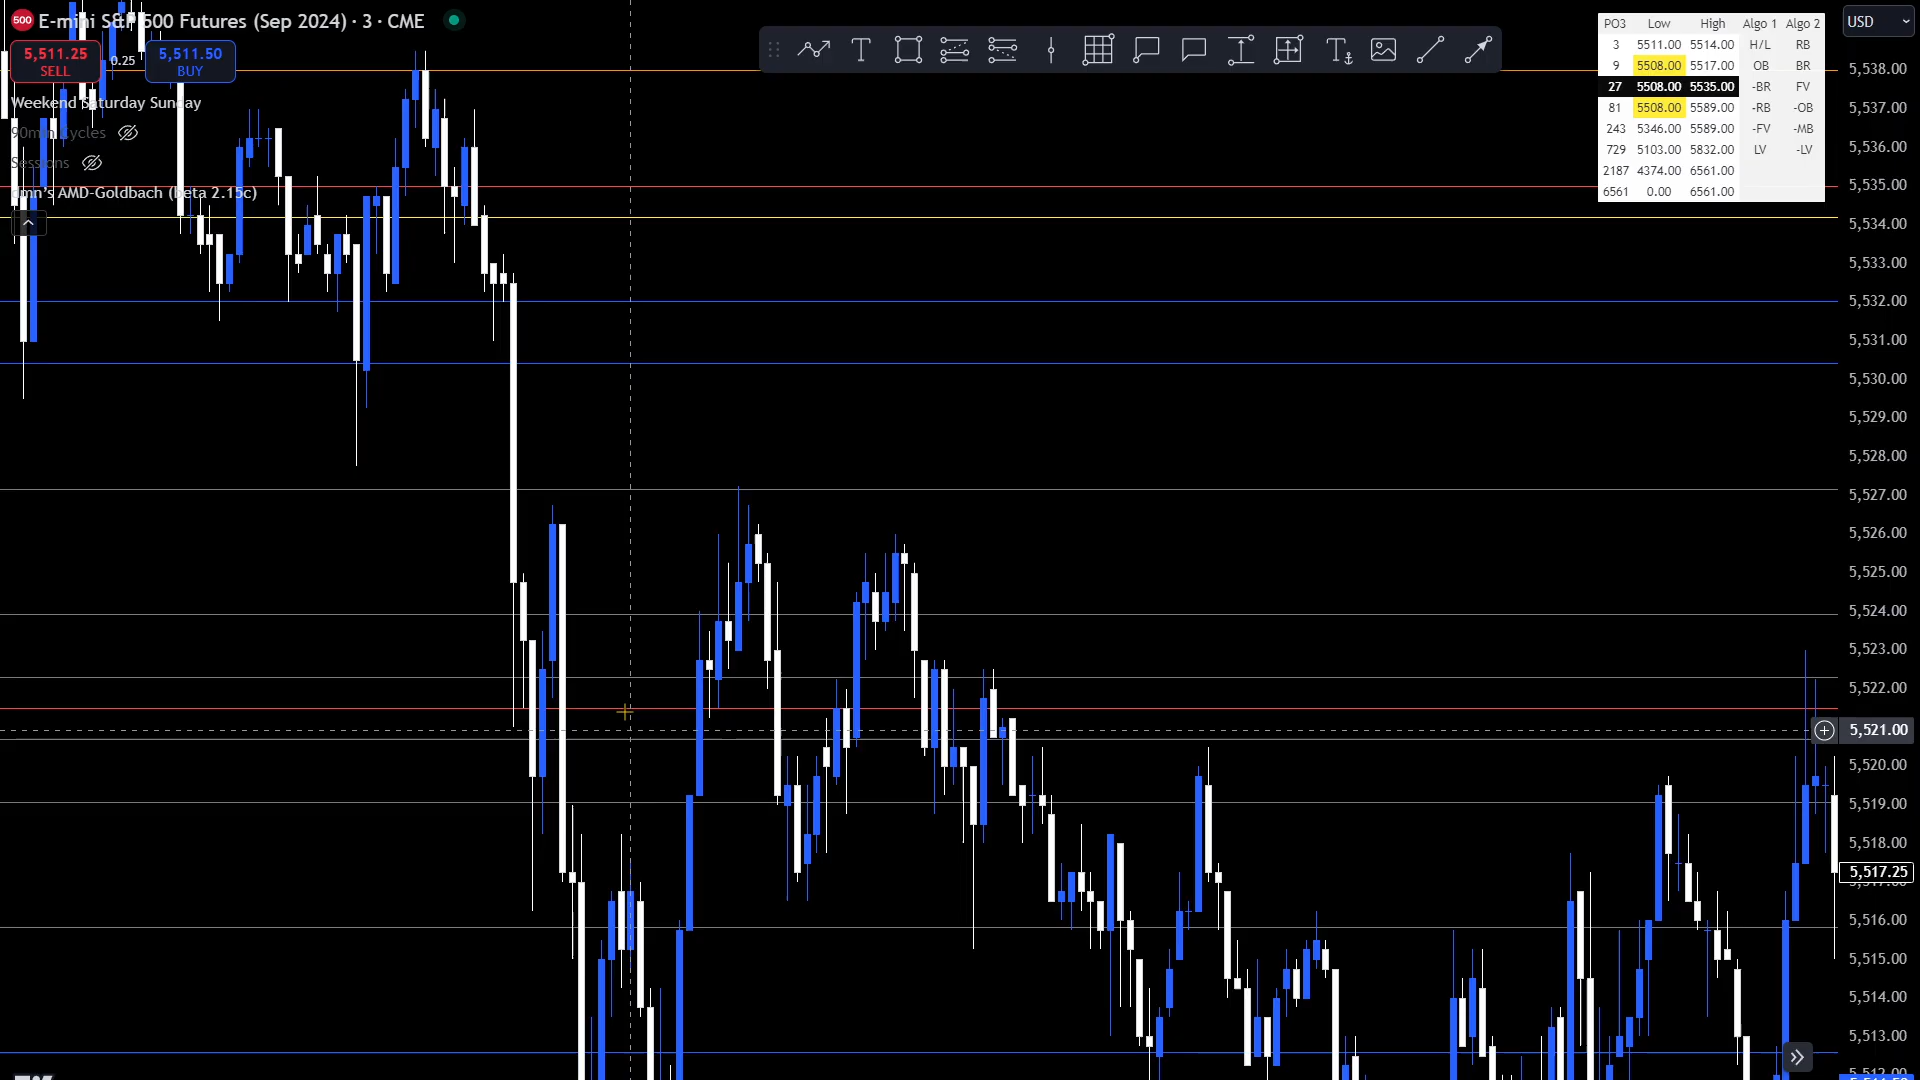 500 E-mini S&P 500 Futures (Sep 2024) · 3 · CME
5,511.25
SELL
0.25
5,511.50
BUY
Weekend Saturday Sunday
90min Cycles
Sessions
AMD-Goldbach (beta 2.15c)
PO3 Low High Algo 1 Algo 2
3 5511.00 5514.00 H/L RB
9 5508.00 5517.00 OB BR
27 5508.00 5535.00 -BR FV
81 5508.00 5589.00 -RB -OB
243 5346.00 5589.00 -FV -MB
729 5103.00 5832.00 LV -LV
2187 4374.00 6561.00
6561 0.00 6561.00
USD
5,538.00
5,537.00
5,536.00
5,535.00
5,534.00
5,533.00
5,532.00
5,531.00
5,530.00
5,529.00
5,528.00
5,527.00
5,526.00
5,525.00
5,524.00
5,523.00
5,522.00
5,521.00
5,520.00
5,519.00
5,518.00
5,517.25
5,516.00
5,515.00
5,514.00
5,513.00
5,512.00